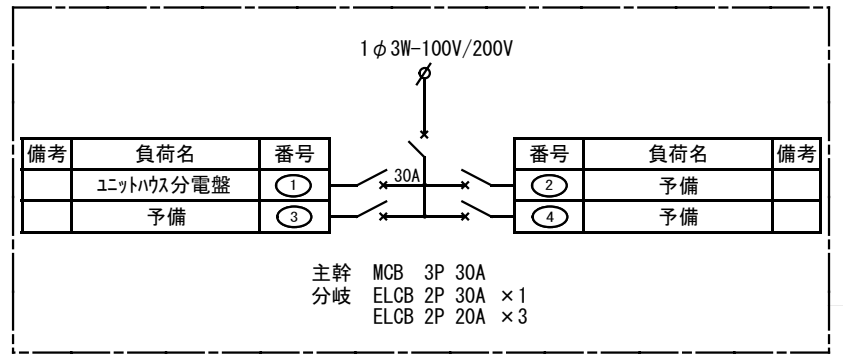 1φ3W-100V/200V
備考 負荷名 番号 番号 負荷名 備考
ﾕﾆｯﾄﾊｳｽ分電盤 1 30A 2 予備
予備 3 4 予備
主幹 MCB 3P 30A
分岐 ELCB 2P 30A ×1
ELCB 2P 20A ×3